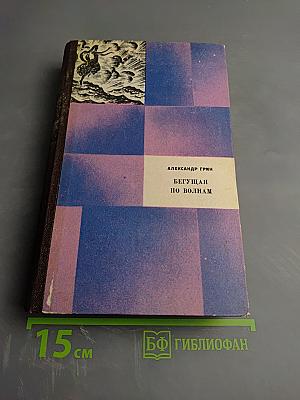 АЛЕКСАНДР ГРИН
БЕГУЩАЯ
ПО ВОЛНАМ
15 см
БФ ГИБЛИОФАН